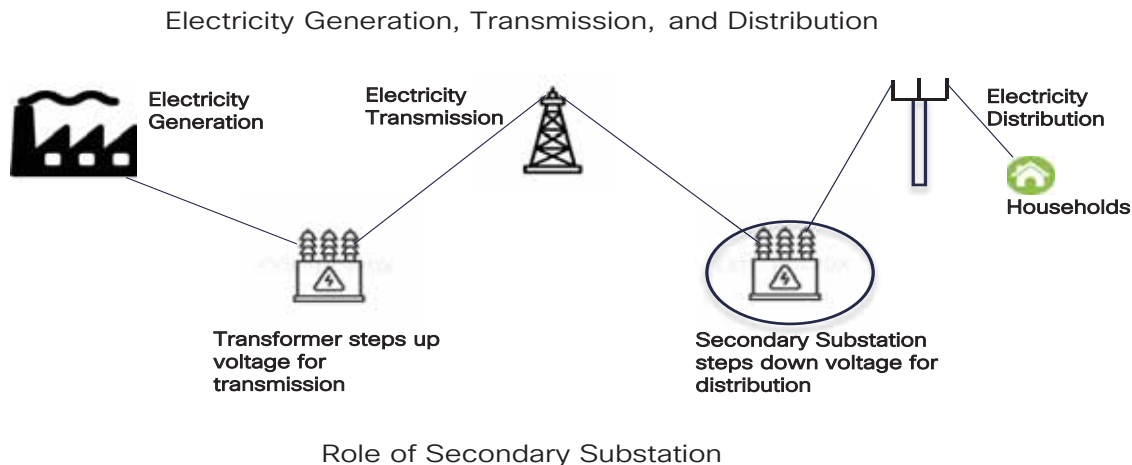 Electricity Generation, Transmission, and Distribution
Electricity
Generation
Electricity
Transmission
Electricity
Distribution
Households
Transformer steps up
voltage for
transmission
Secondary Substation
steps down voltage for
distribution
Role of Secondary Substation